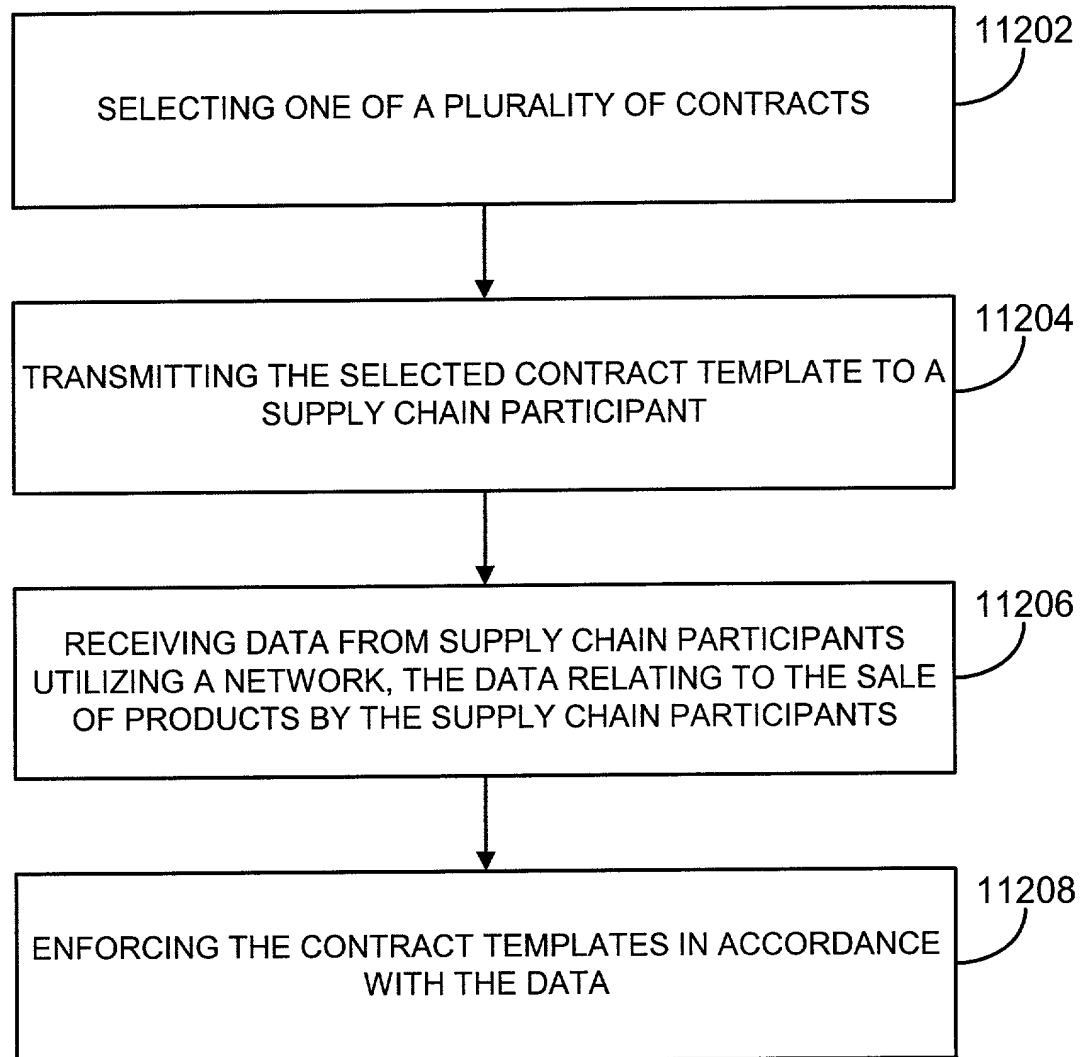 11202
SELECTING ONE OF A PLURALITY OF CONTRACTS
11204
TRANSMITTING THE SELECTED CONTRACT TEMPLATE TO A
SUPPLY CHAIN PARTICIPANT
11206
RECEIVING DATA FROM SUPPLY CHAIN PARTICIPANTS
UTILIZING A NETWORK, THE DATA RELATING TO THE SALE
OF PRODUCTS BY THE SUPPLY CHAIN PARTICIPANTS
11208
ENFORCING THE CONTRACT TEMPLATES IN ACCORDANCE
WITH THE DATA